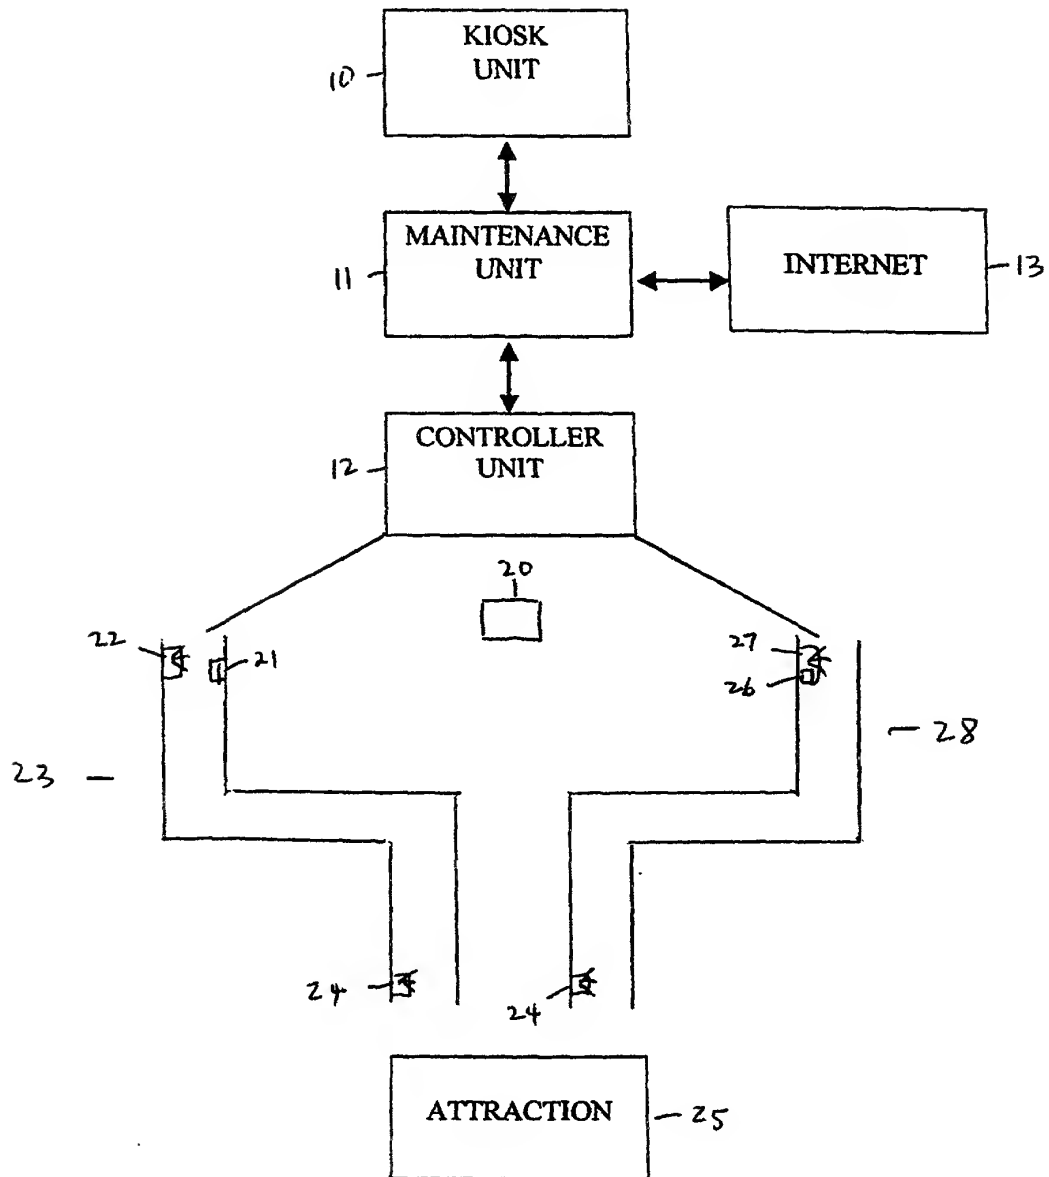 KIOSK
UNIT
10
MAINTENANCE
UNIT
11
INTERNET
13
CONTROLLER
UNIT
12
20
22
21
27
26
23
28
24
24
ATTRACTION
25